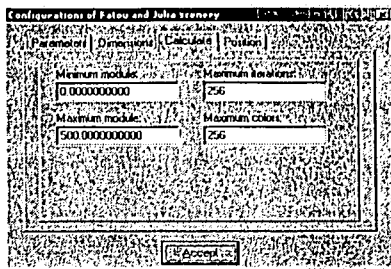 Configurations of Fatou and Julia scenery
Parameters Dimensions Calculate Position
Minimum module: Maximum iterations:
0.0000000000 256
Maximum module: Maximum colors:
500.0000000000 256
Accept